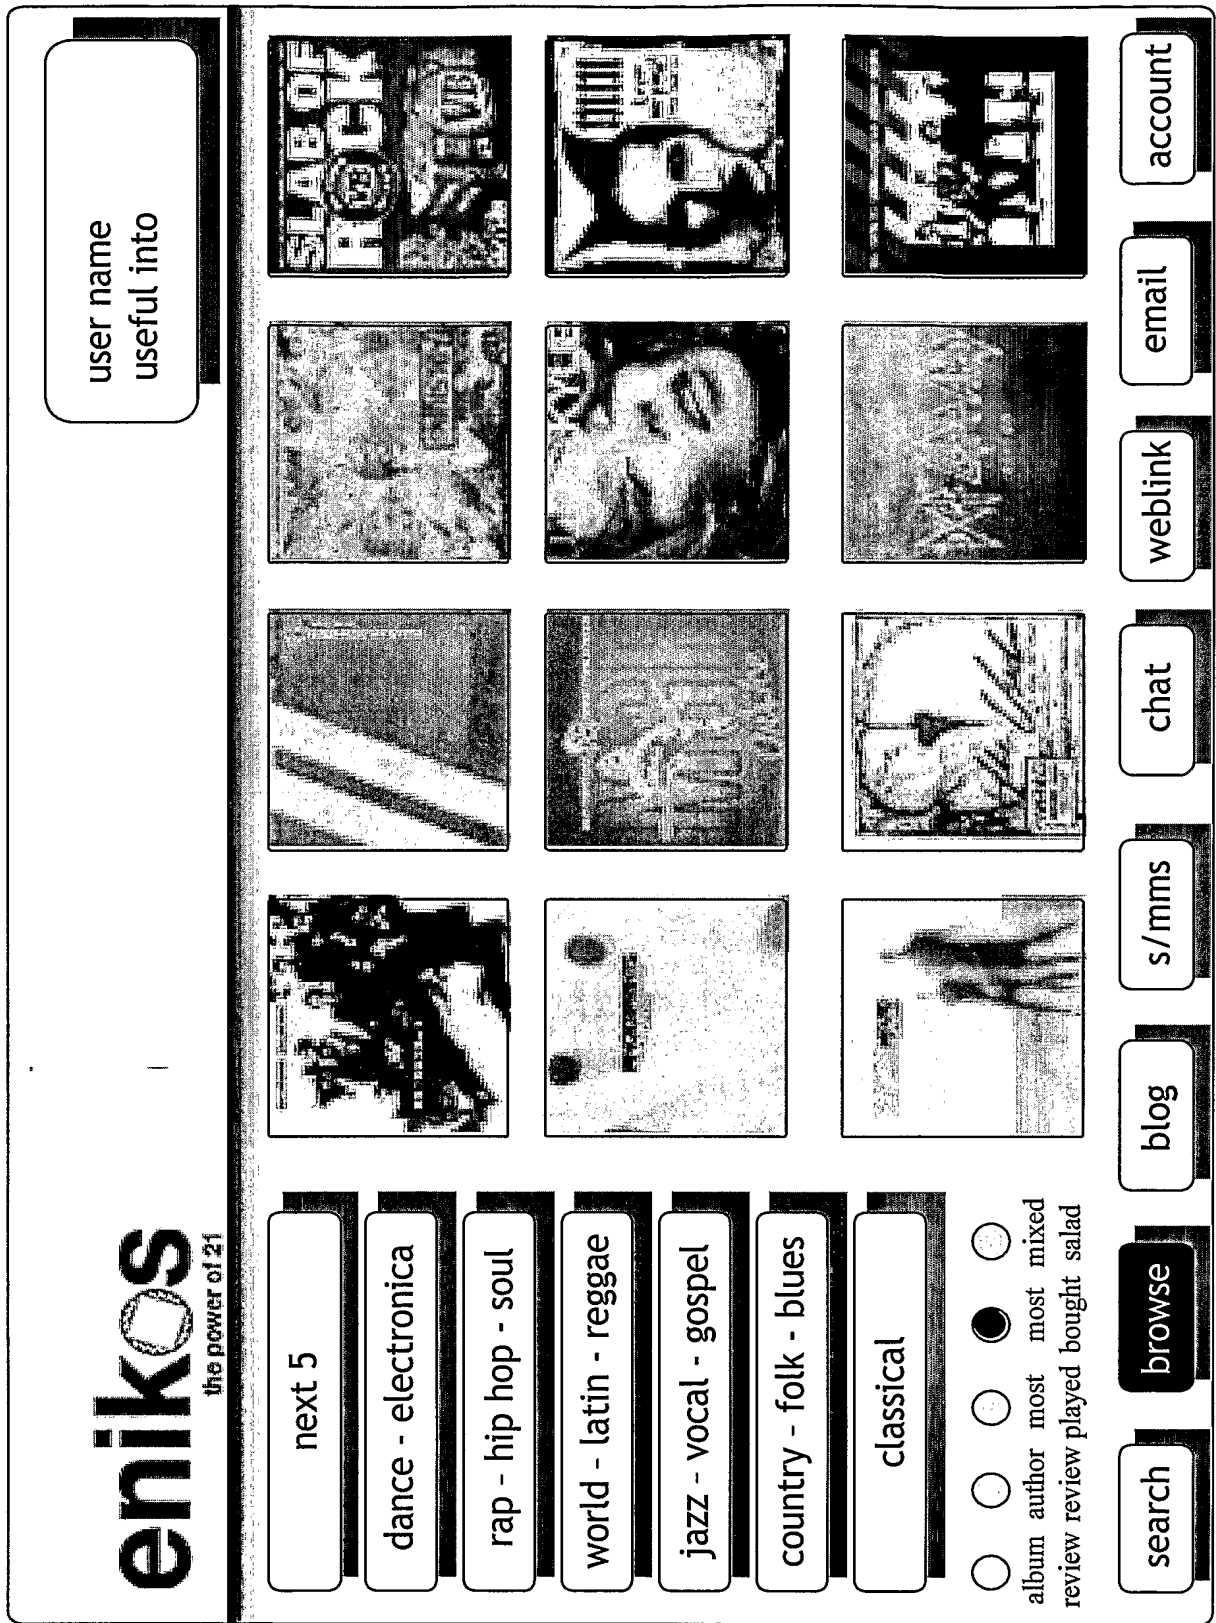 enikos
the power of 21
user name
useful into
next 5
dance - electronica
rap - hip hop - soul
world - latin - reggae
jazz - vocal - gospel
country - folk - blues
classical
album author most most mixed
review review played bought salad
search browse blog s/mms chat weblink email account